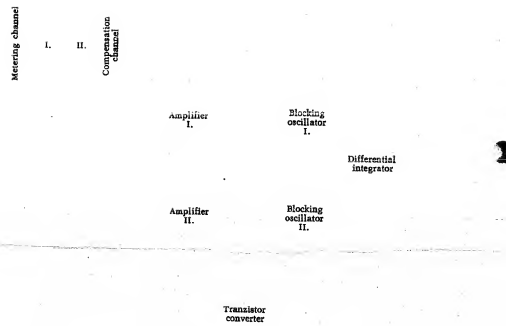 Metering channel
I.
II.
Compensation
channel
Amplifier
I.
Blocking
oscillator
I.
Differential
integrator
Amplifier
II.
Blocking
oscillator
II.
Tranzistor
converter